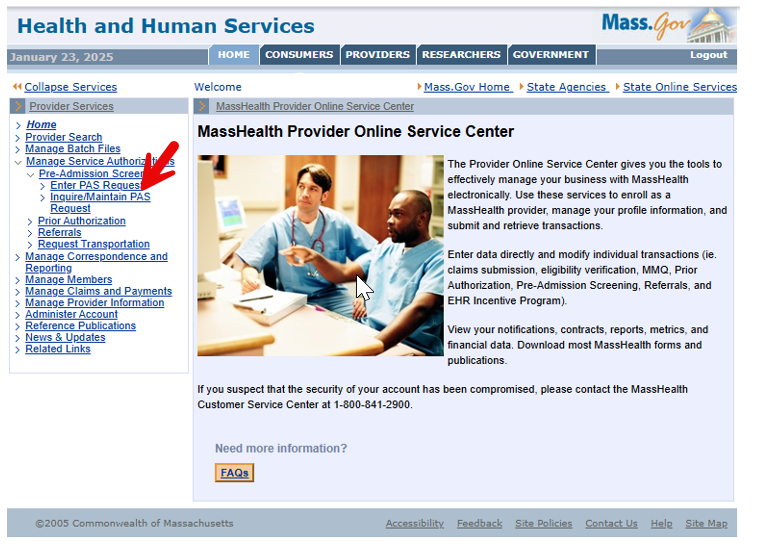 Health and Human Services
Mass.Gov
January 23, 2025
HOME
CONSUMERS
PROVIDERS
RESEARCHERS
GOVERNMENT
Logout
Collapse Services
Welcome
Mass.Gov Home
State Agencies
State Online Services
Provider Services
Home
Provider Search
Manage Batch Files
Manage Service Authorizations
Pre-Admission Screen
Enter PAS Request
Inquire/Maintain PAS
Request
Prior Authorization
Referrals
Request Transportation
Manage Correspondence and
Reporting
Manage Members
Manage Claims and Payments
Manage Provider Information
Administer Account
Reference Publications
News & Updates
Related Links
MassHealth Provider Online Service Center
MassHealth Provider Online Service Center
The Provider Online Service Center gives you the tools to
effectively manage your business with MassHealth
electronically. Use these services to enroll as a
MassHealth provider, manage your profile information, and
submit and retrieve transactions.
Enter data directly and modify individual transactions (ie.
claims submission, eligibility verification, MMQ, Prior
Authorization, Pre-Admission Screening, Referrals, and
EHR Incentive Program).
View your notifications, contracts, reports, metrics, and
financial data. Download most MassHealth forms and
publications.
If you suspect that the security of your account has been compromised, please contact the MassHealth
Customer Service Center at 1-800-841-2900.
Need more information?
FAQs
©2005 Commonwealth of Massachusetts
Accessibility
Feedback
Site Policies
Contact Us
Help
Site Map